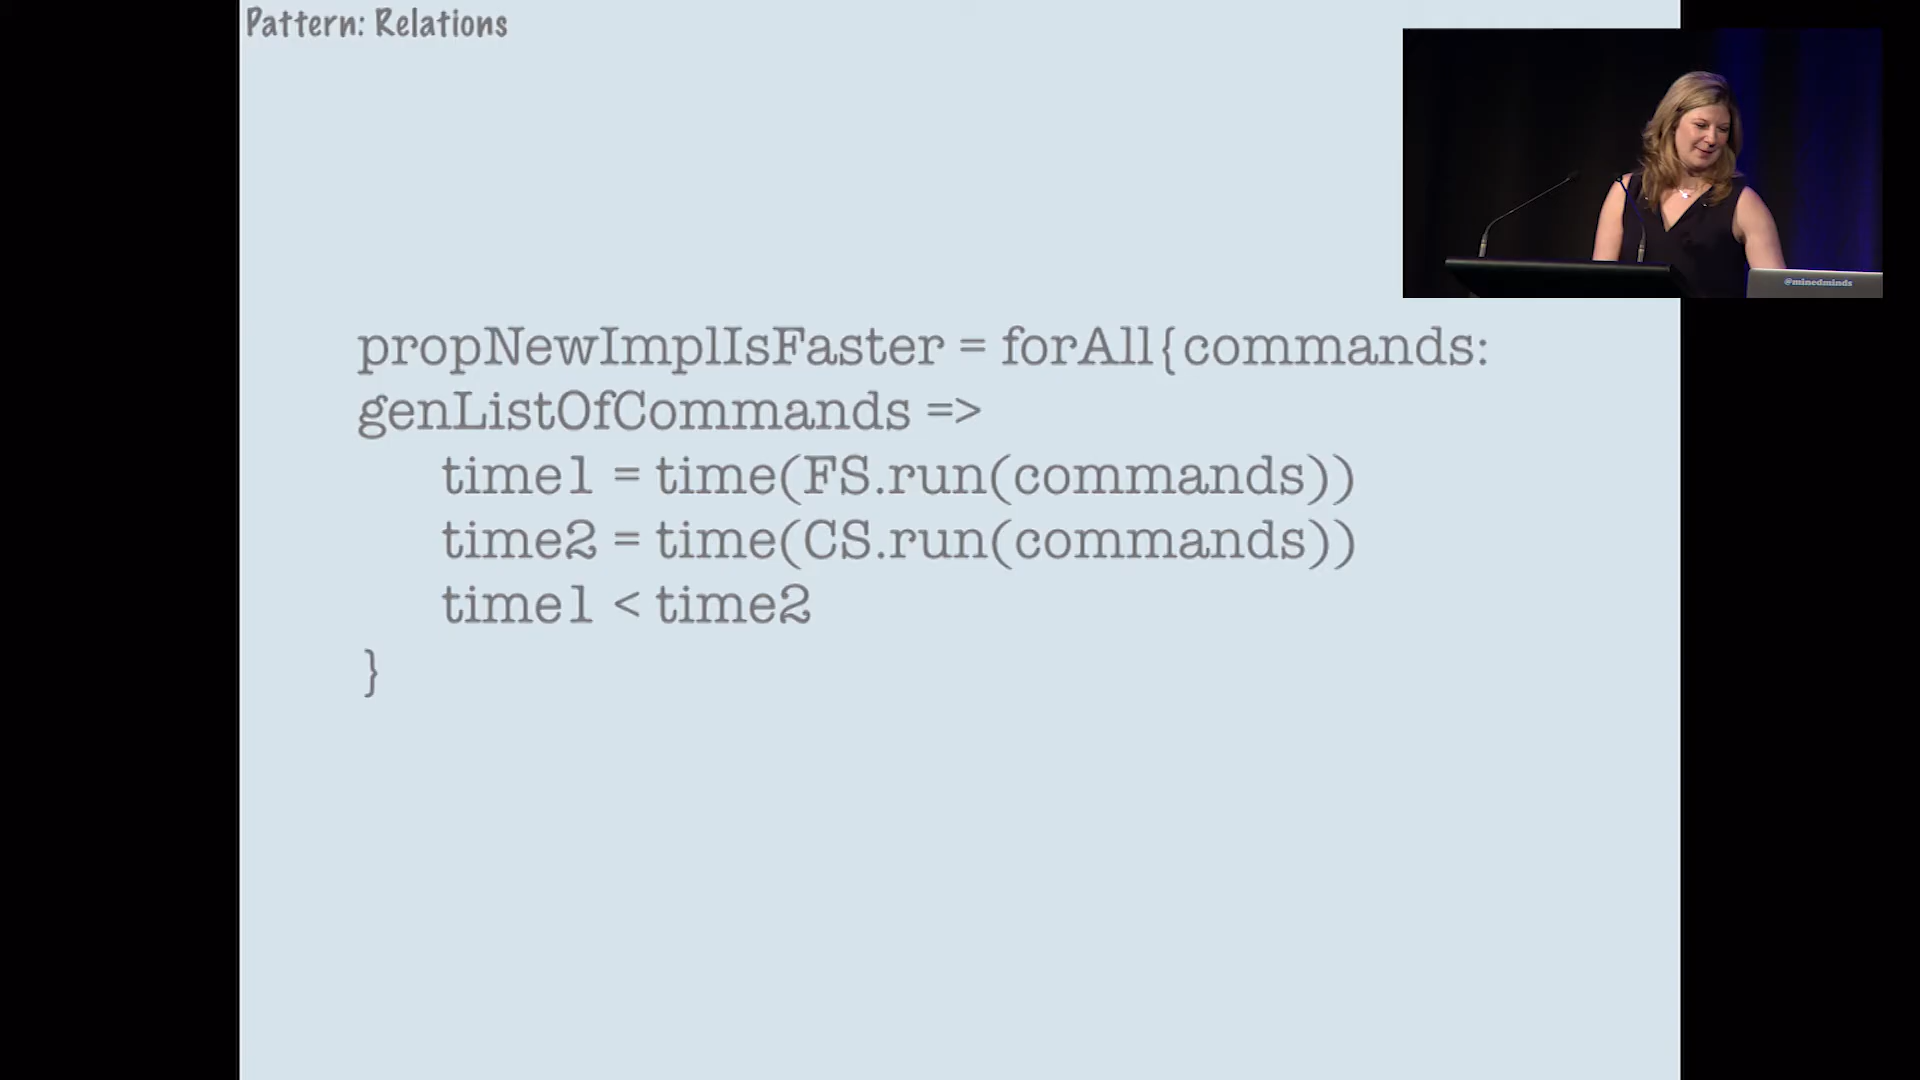 Pattern: Relations
@minedminds
propNewImplIsFaster = forAll{commands:
genListOfCommands =>
time1 = time(FS.run(commands))
time2 = time(CS.run(commands))
time1 < time2
}